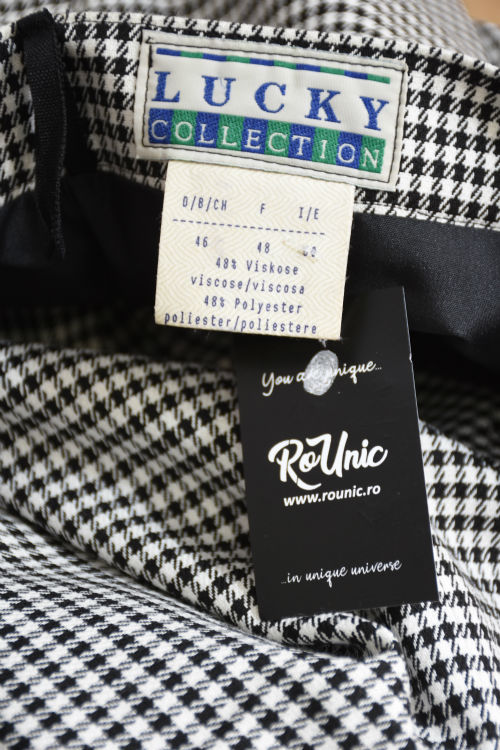 LUCKY
COLLECTION
D/B/CH F I/E
46 48
48% Viskose
viscose/viscosa
48% Polyester
poliester/poliestere
You
RoUnic
www.rounic.ro
...in unique universe